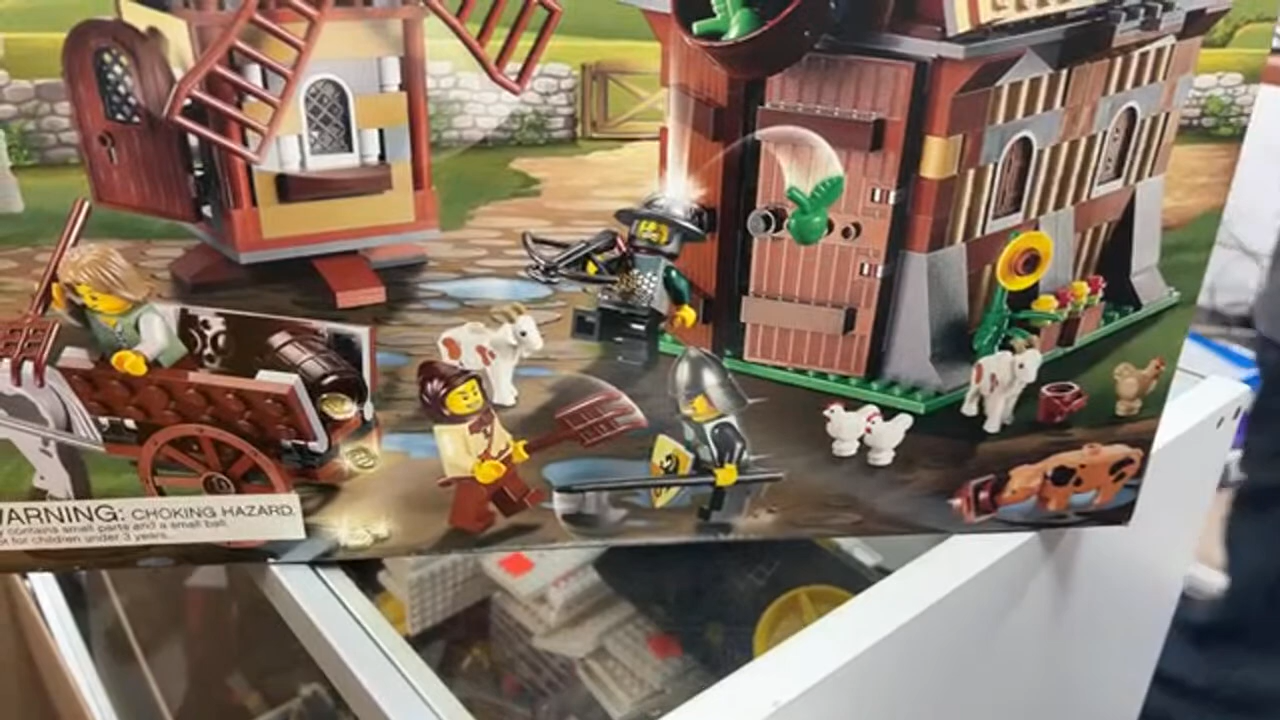 WARNING: CHOKING HAZARD.
contains small parts and a small ball.
for children under 3 years.